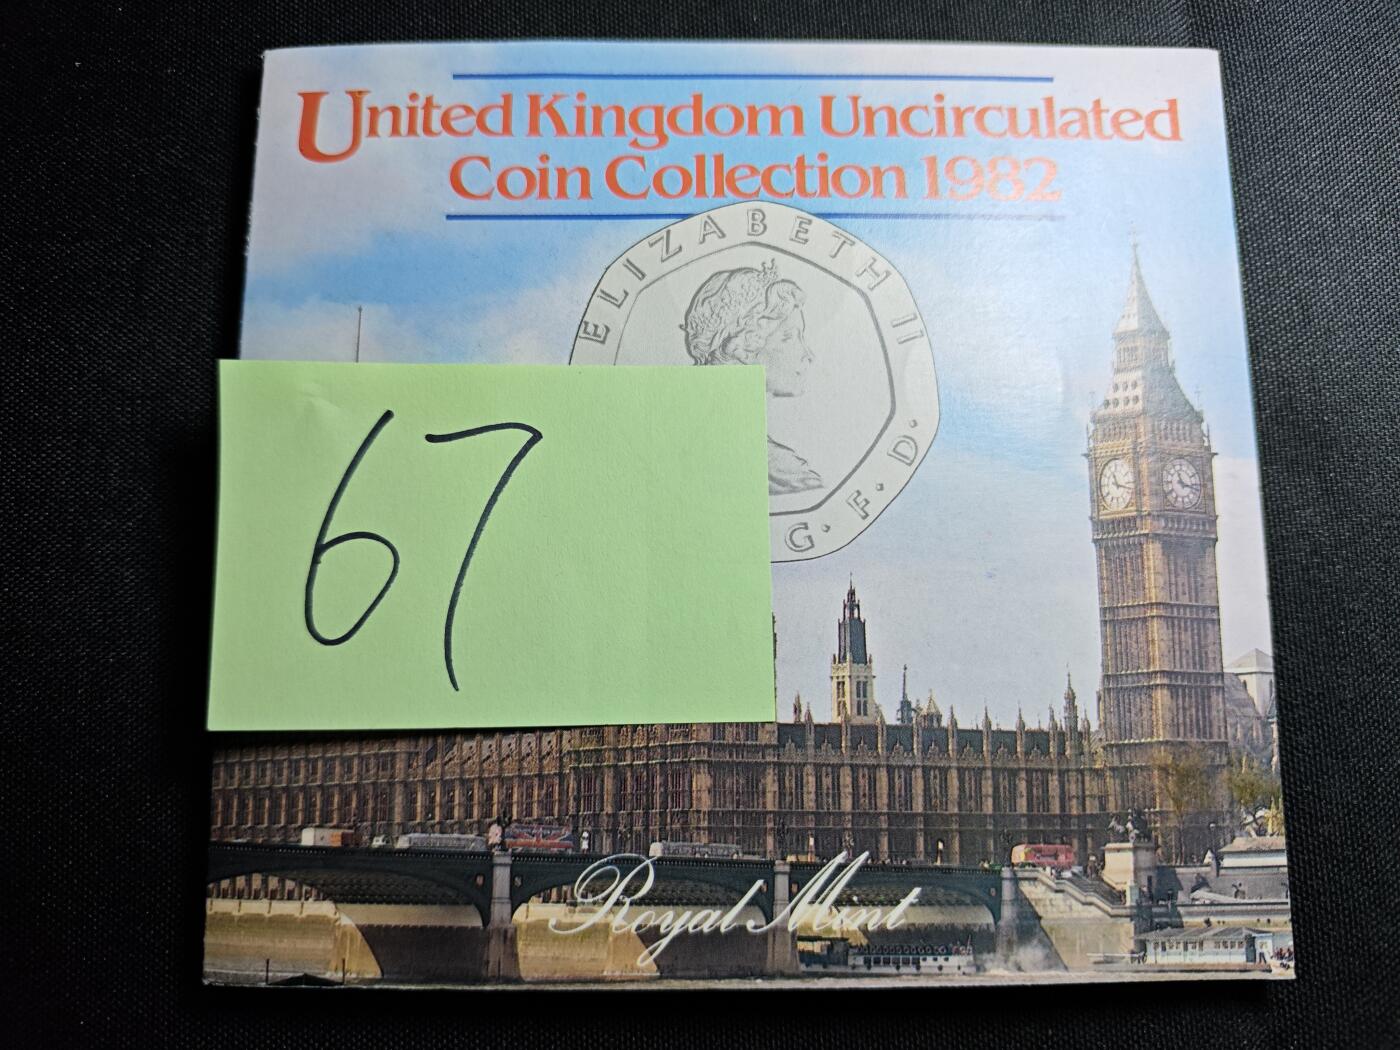 United Kingdom Uncirculated
Coin Collection 1982
ELIZABETH II
G. F. D.
67
Royal Mint